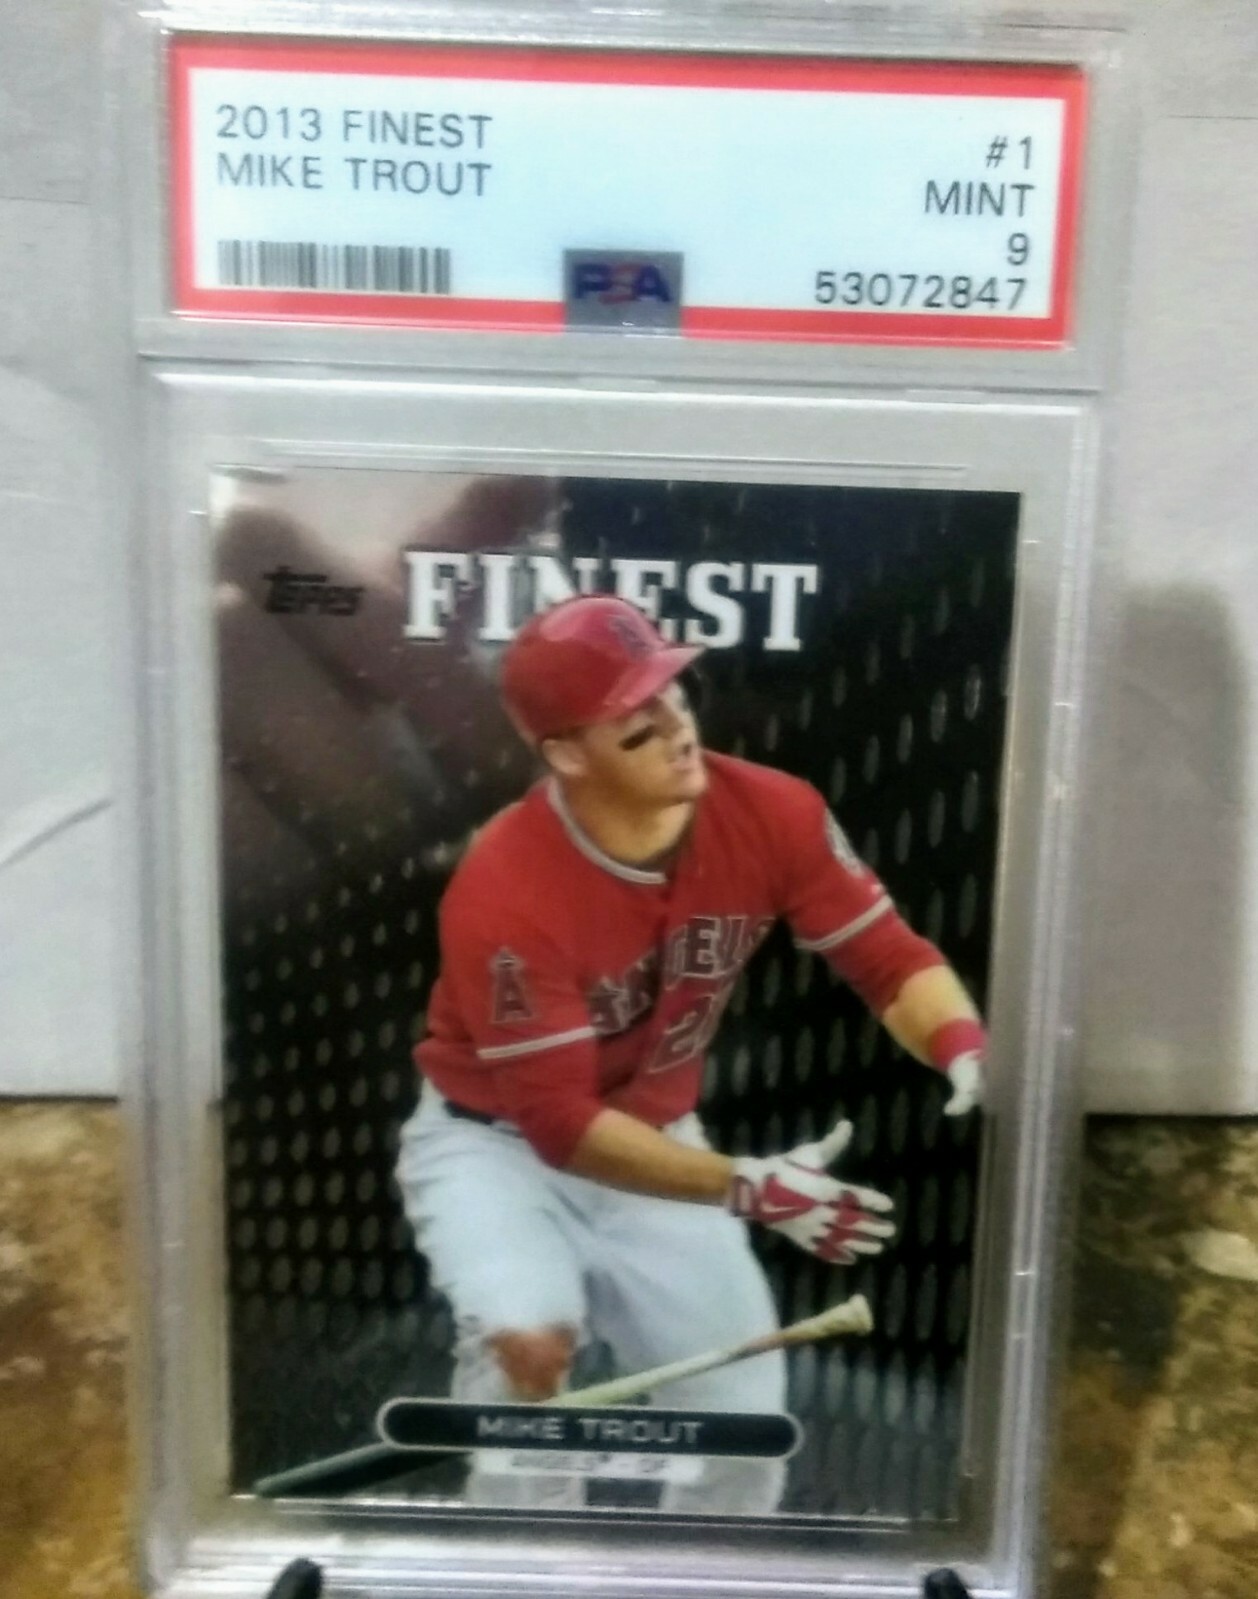 2013 FINEST
MIKE TROUT
#1
MINT
9
53072847
PSA
Topps
FINEST
A
ANGELS
MIKE TROUT